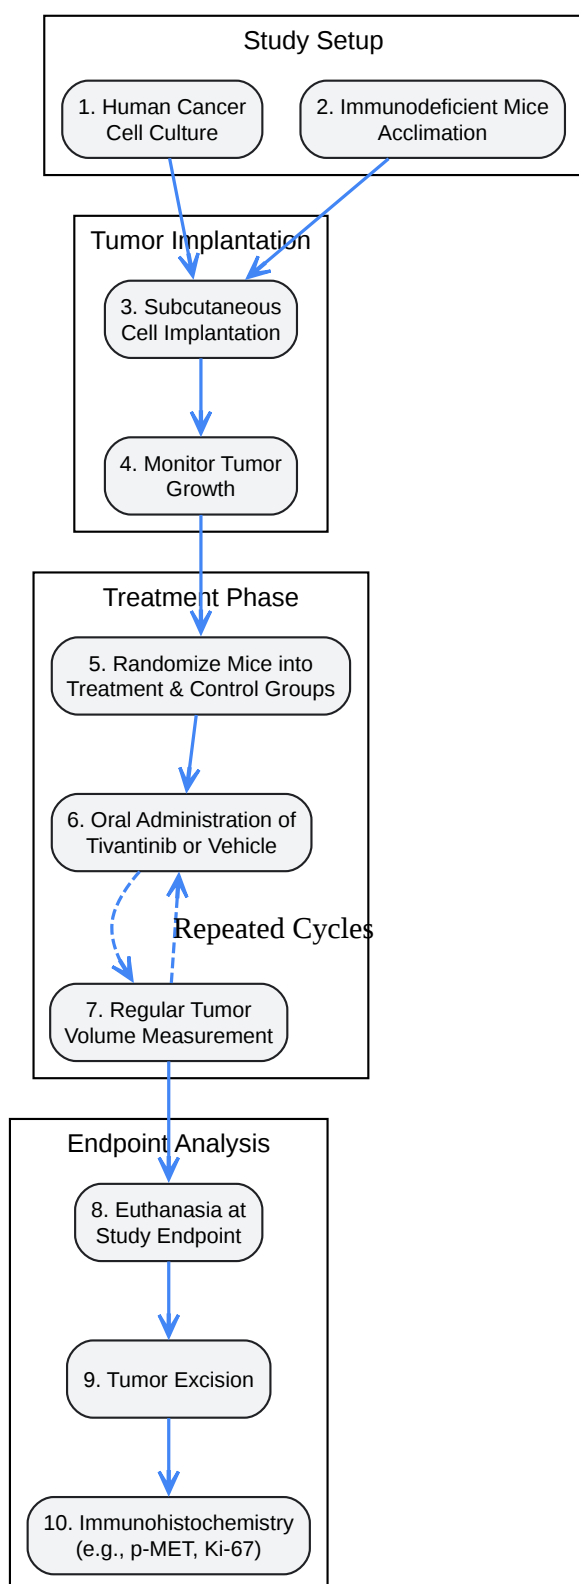 Study Setup
1. Human Cancer
Cell Culture
2. Immunodeficient Mice
Acclimation
Tumor Implantation
3. Subcutaneous
Cell Implantation
4. Monitor Tumor
Growth
Treatment Phase
5. Randomize Mice into
Treatment & Control Groups
6. Oral Administration of
Tivantinib or Vehicle
Repeated Cycles
7. Regular Tumor
Volume Measurement
Endpoint Analysis
8. Euthanasia at
Study Endpoint
9. Tumor Excision
10. Immunohistochemistry
(e.g., p-MET, Ki-67)